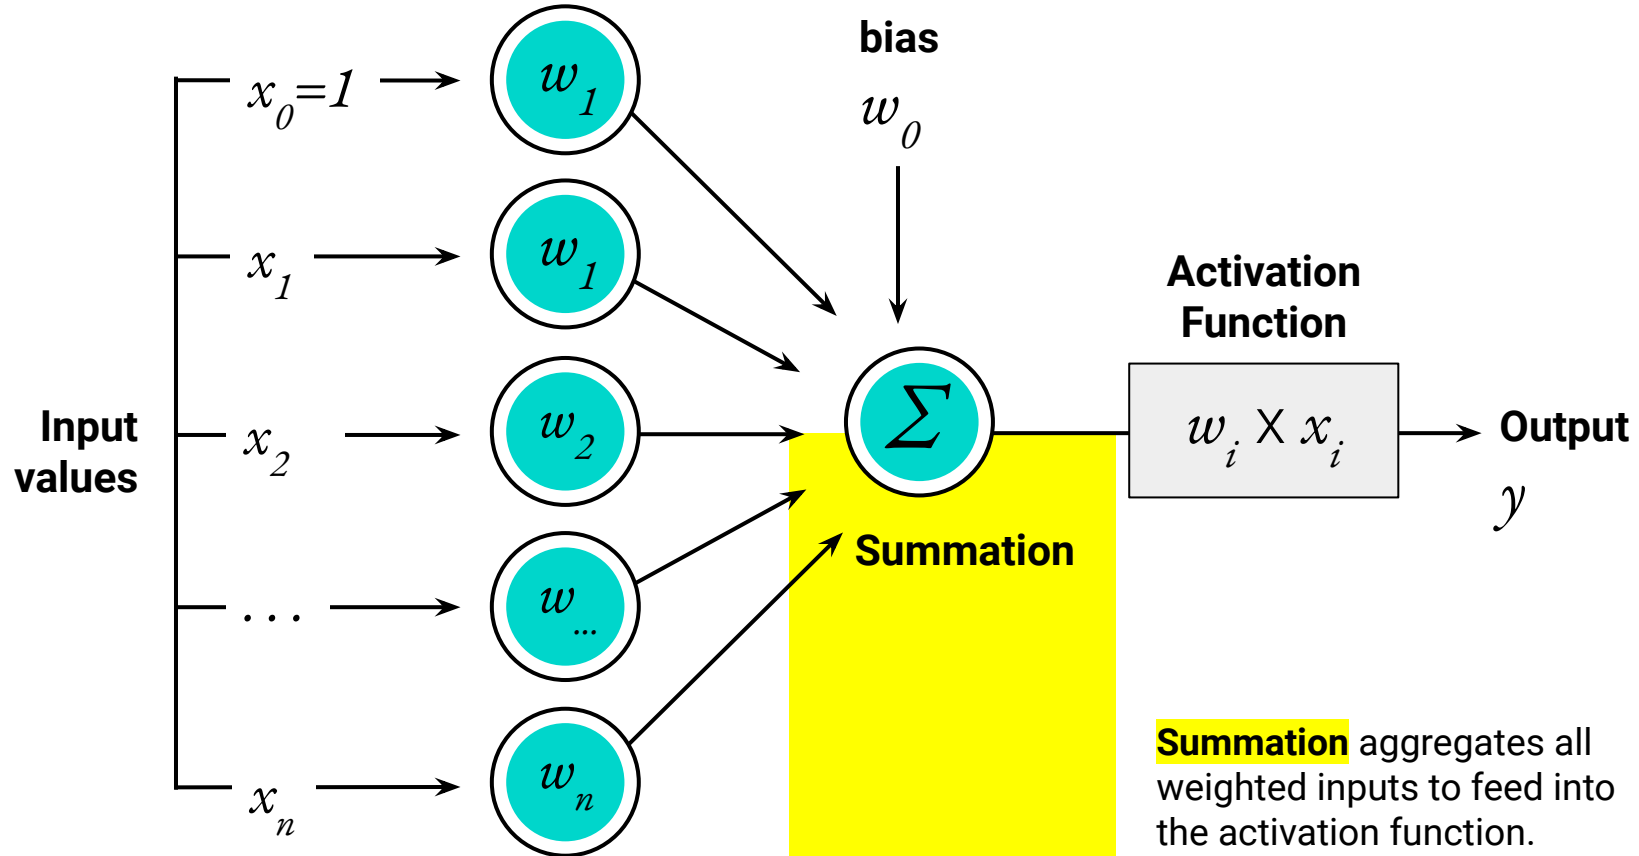 bias
w0
x0=1
w1
x1
w1
Activation
Function
Input
values
x2
w2
Σ
wi X xi
Output
y
Summation
...
w...
xn
wn
Summation aggregates all
weighted inputs to feed into
the activation function.